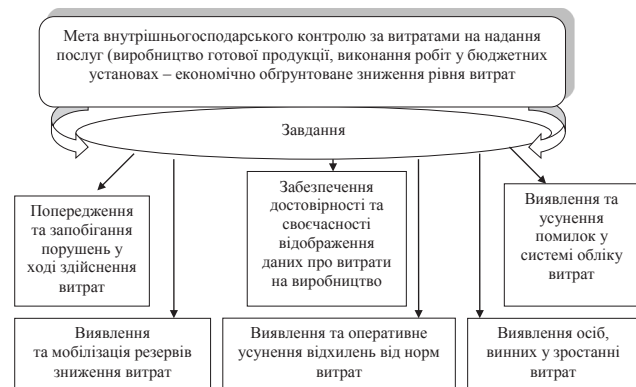 Мета внутрішньогосподарського контролю за витратами на надання
послуг (виробництво готової продукції, виконання робіт у бюджетних
установах – економічно обґрунтоване зниження рівня витрат
Завдання
Попередження
та запобігання
порушень у
ході здійснення
витрат
Забезпечення
достовірності та
своєчасності
відображення
даних про витрати
на виробництво
Виявлення та
усунення
помилок у
системі обліку
витрат
Виявлення
та мобілізація резервів
зниження витрат
Виявлення та оперативне
усунення відхилень від норм
витрат
Виявлення осіб,
винних у зростанні
витрат